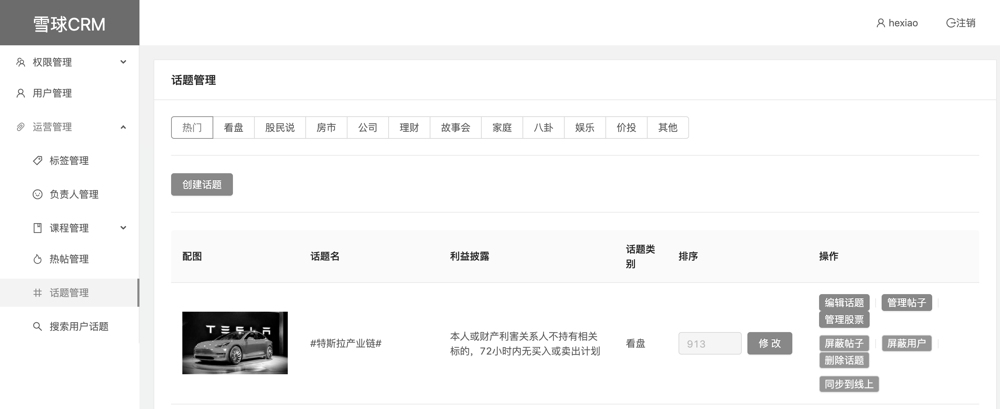 雪球CRM
hexiao
注销
权限管理
用户管理
运营管理
标签管理
负责人管理
课程管理
热帖管理
话题管理
搜索用户话题
话题管理
热门 看盘 股民说 房市 公司 理财 故事会 家庭 八卦 娱乐 价投 其他
创建话题
配图 话题名 利益披露 话题类别 排序 操作
TESLA
#特斯拉产业链#
本人或财产利害关系人不持有相关
标的，72小时内无买入或卖出计划
看盘
913 修 改
编辑话题 管理帖子
管理股票
屏蔽帖子 屏蔽用户
删除话题
同步到线上